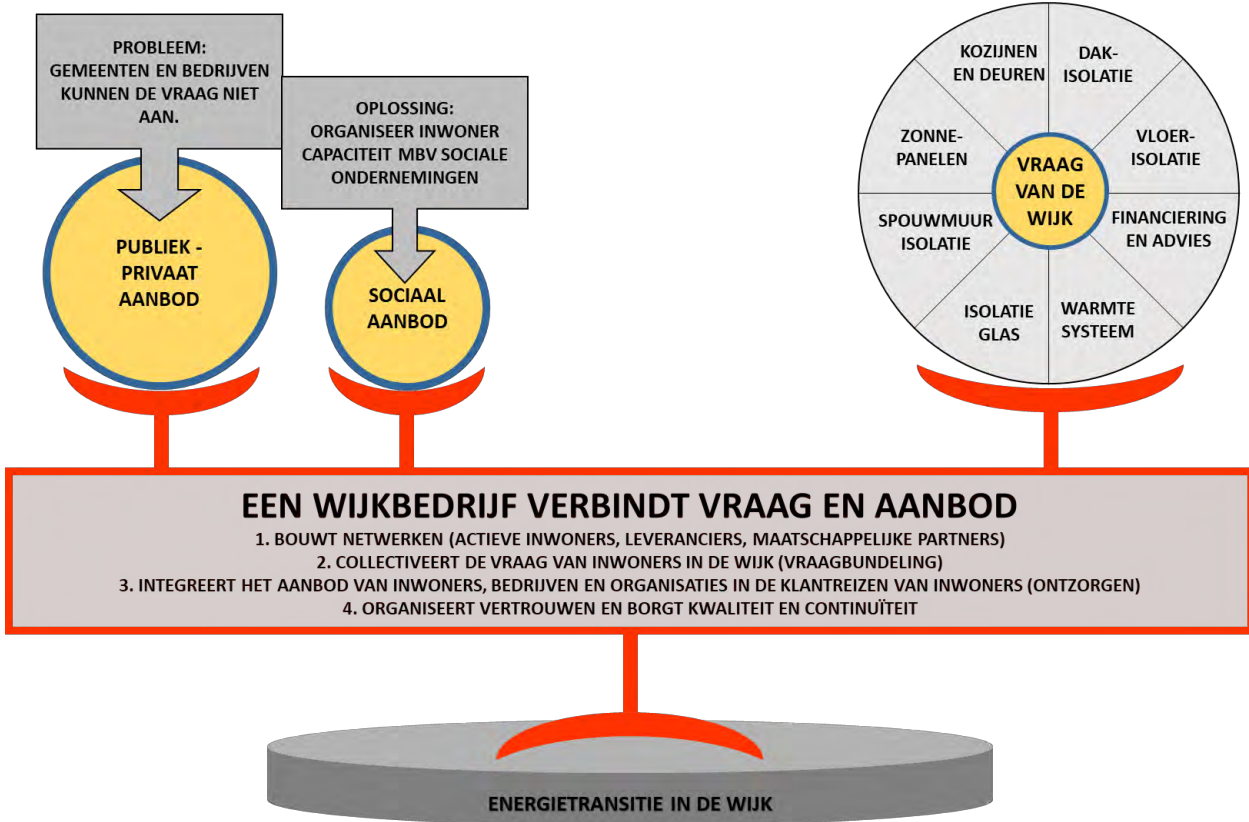 PROBLEEM:
GEMEENTEN EN BEDRIJVEN
KUNNEN DE VRAAG NIET
AAN.
OPLOSSING:
ORGANISEER INWONER
CAPACITEIT MBV SOCIALE
ONDERNEMINGEN
PUBLIEK -
PRIVAAT
AANBOD
SOCIAAL
AANBOD
KOZIJNEN
EN DEUREN
DAK-
ISOLATIE
ZONNE-
PANELEN
VLOER-
ISOLATIE
VRAAG
VAN DE
WIJK
SPOUWMUUR
ISOLATIE
FINANCIERING
EN ADVIES
ISOLATIE
GLAS
WARMTE
SYSTEEM
EEN WIJKBEDRIJF VERBINDT VRAAG EN AANBOD
1. BOUWT NETWERKEN (ACTIEVE INWONERS, LEVERANCIERS, MAATSCHAPPELIJKE PARTNERS)
2. COLLECTIVEERT DE VRAAG VAN INWONERS IN DE WIJK (VRAAGBUNDELING)
3. INTEGREERT HET AANBOD VAN INWONERS, BEDRIJVEN EN ORGANISATIES IN DE KLANTREIZEN VAN INWONERS (ONTZORGEN)
4. ORGANISEERT VERTROUWEN EN BORGT KWALITEIT EN CONTINUÏTEIT
ENERGIETRANSITIE IN DE WIJK